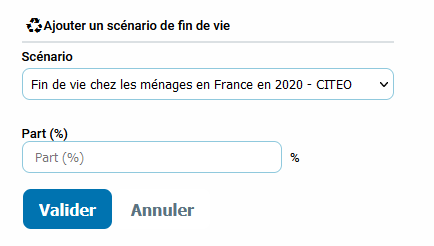 Ajouter un scénario de fin de vie
Scénario
Fin de vie chez les ménages en France en 2020 - CITEO
Part (%)
Part (%) %
Valider Annuler